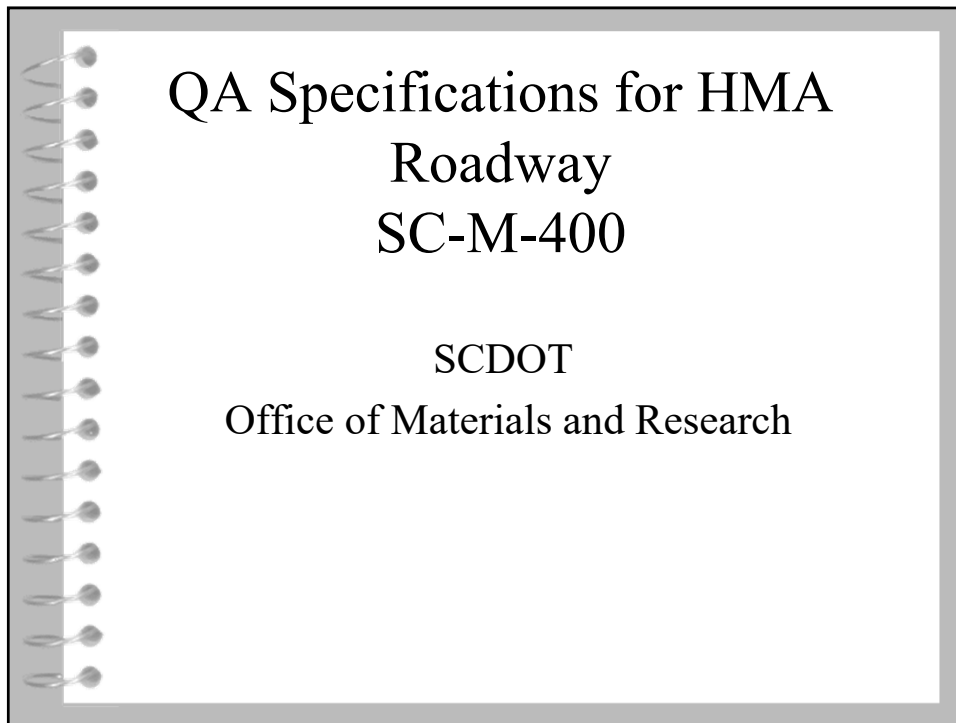 QA Specifications for HMA
Roadway
SC-M-400
SCDOT
Office of Materials and Research